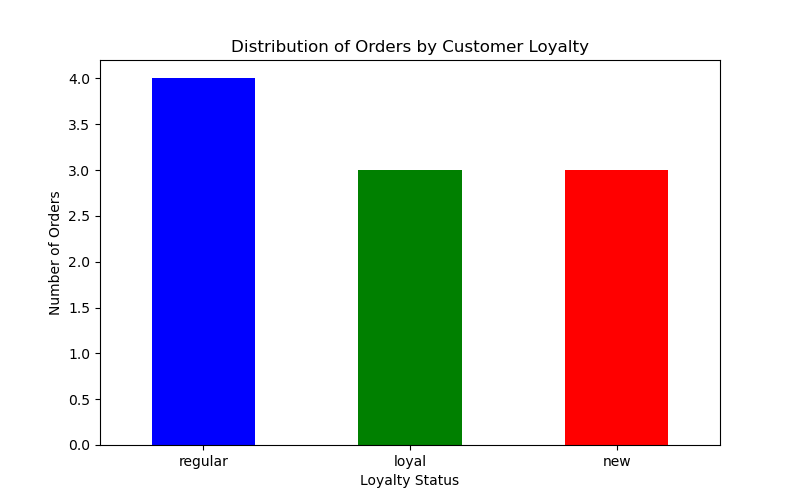 Distribution of Orders by Customer Loyalty
Number of Orders
4.0
3.5
3.0
2.5
2.0
1.5
1.0
0.5
0.0
regular loyal new
Loyalty Status